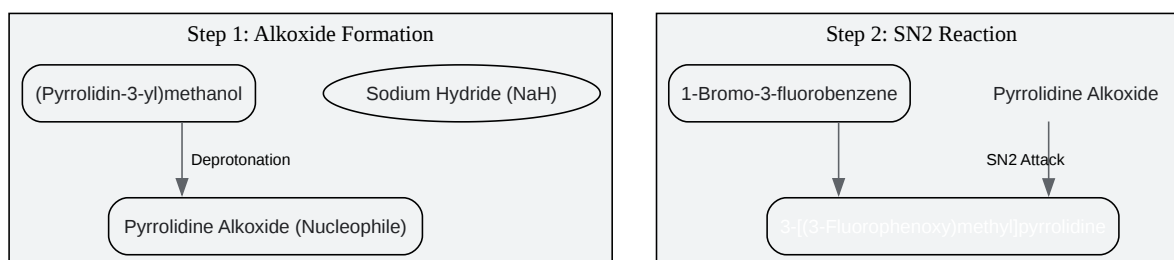 Step 1: Alkoxide Formation
(Pyrrolidin-3-yl)methanol
Sodium Hydride (NaH)
Deprotonation
Pyrrolidine Alkoxide (Nucleophile)
Step 2: SN2 Reaction
1-Bromo-3-fluorobenzene
Pyrrolidine Alkoxide
SN2 Attack
3-[(3-Fluorophenoxy)methyl]pyrrolidine